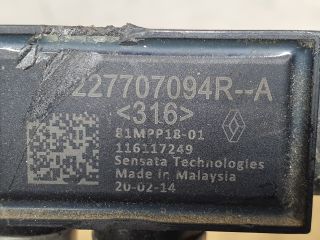 227707094R--A
<316>
81MPP18-01
116117249
Sensata Technologies
Made in Malaysia
20-02-14